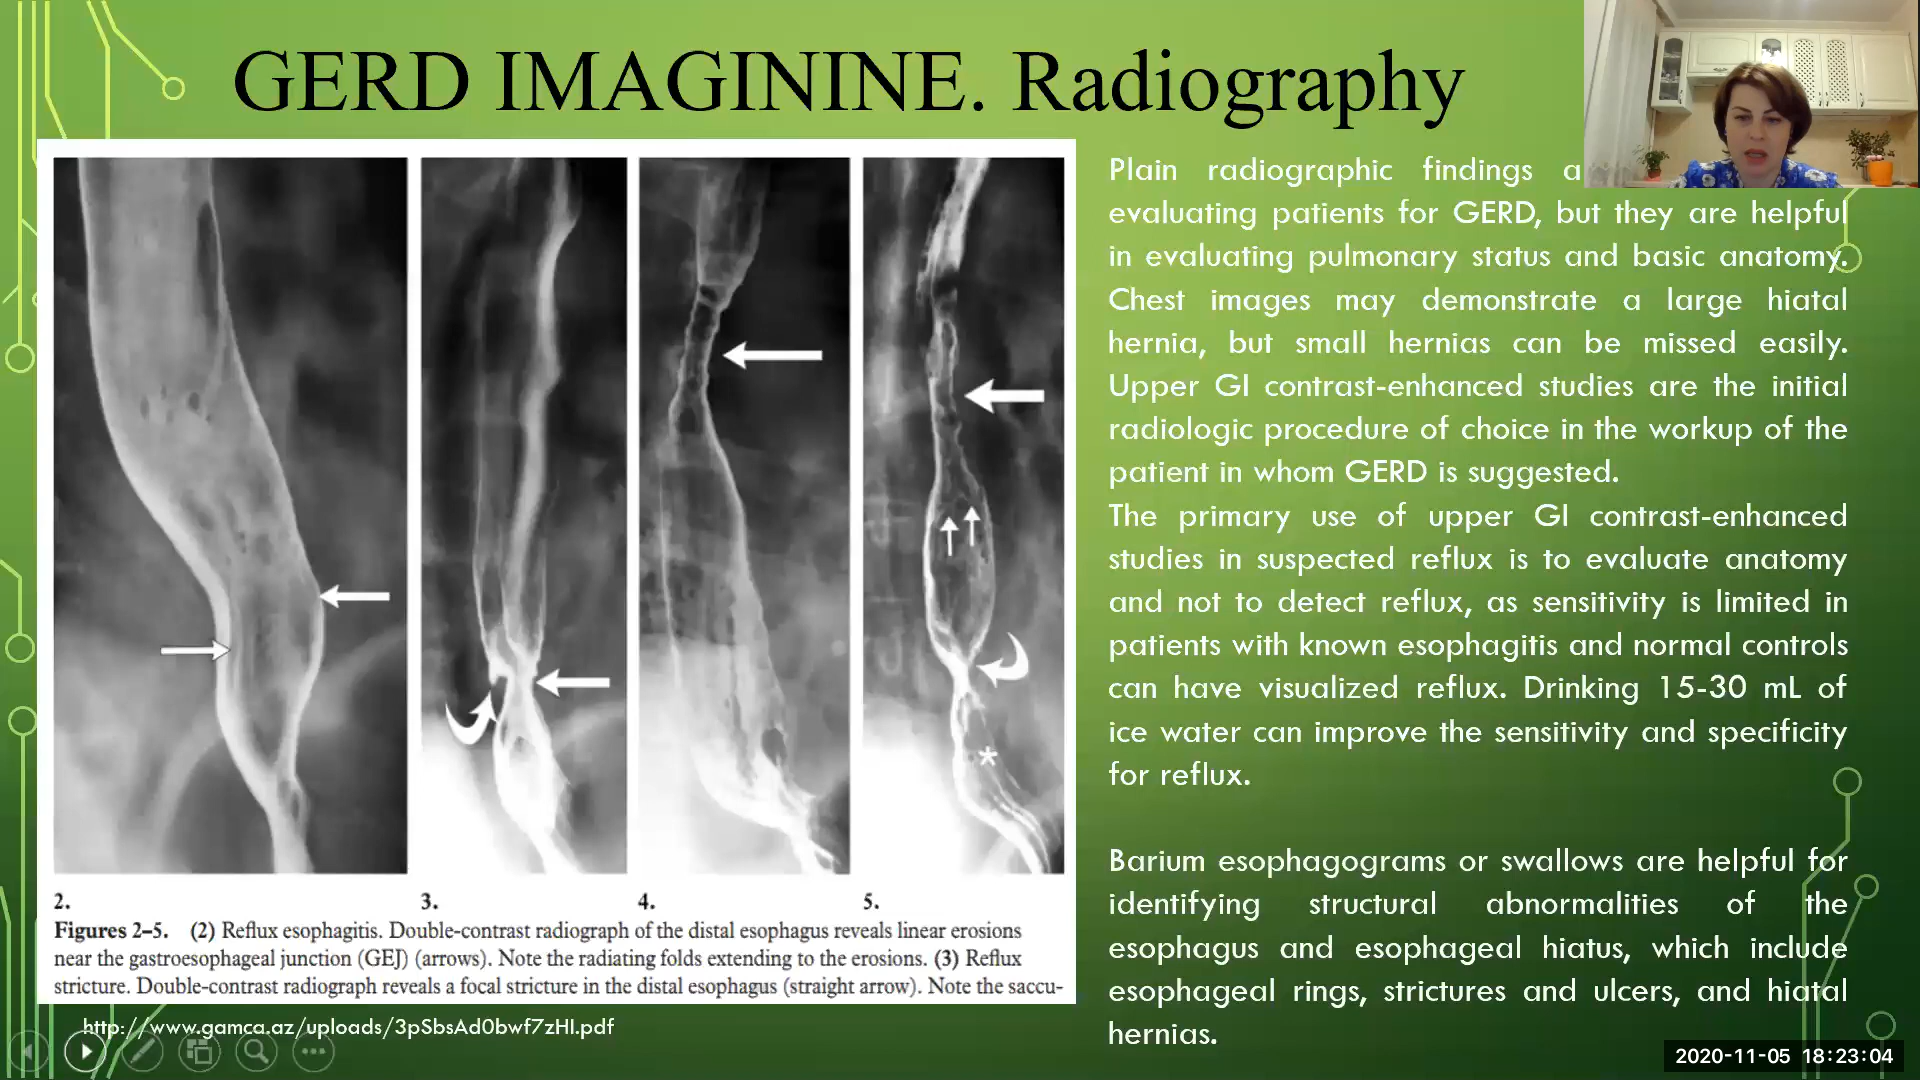 GERD IMAGININE. Radiography
Plain radiographic findings a
evaluating patients for GERD, but they are helpful
in evaluating pulmonary status and basic anatomy.
Chest images may demonstrate a large hiatal
hernia, but small hernias can be missed easily.
Upper GI contrast-enhanced studies are the initial
radiologic procedure of choice in the workup of the
patient in whom GERD is suggested.
The primary use of upper GI contrast-enhanced
studies in suspected reflux is to evaluate anatomy
and not to detect reflux, as sensitivity is limited in
patients with known esophagitis and normal controls
can have visualized reflux. Drinking 15-30 mL of
ice water can improve the sensitivity and specificity
for reflux.
Barium esophagograms or swallows are helpful for
identifying structural abnormalities of the
esophagus and esophageal hiatus, which include
esophageal rings, strictures and ulcers, and hiatal
hernias.
*
2. 3. 4. 5.
Figures 2–5. (2) Reflux esophagitis. Double-contrast radiograph of the distal esophagus reveals linear erosions
near the gastroesophageal junction (GEJ) (arrows). Note the radiating folds extending to the erosions. (3) Reflux
stricture. Double-contrast radiograph reveals a focal stricture in the distal esophagus (straight arrow). Note the saccu-
http://www.gamca.az/uploads/3pSbsAd0bwf7zHI.pdf
2020-11-05 18:23:04